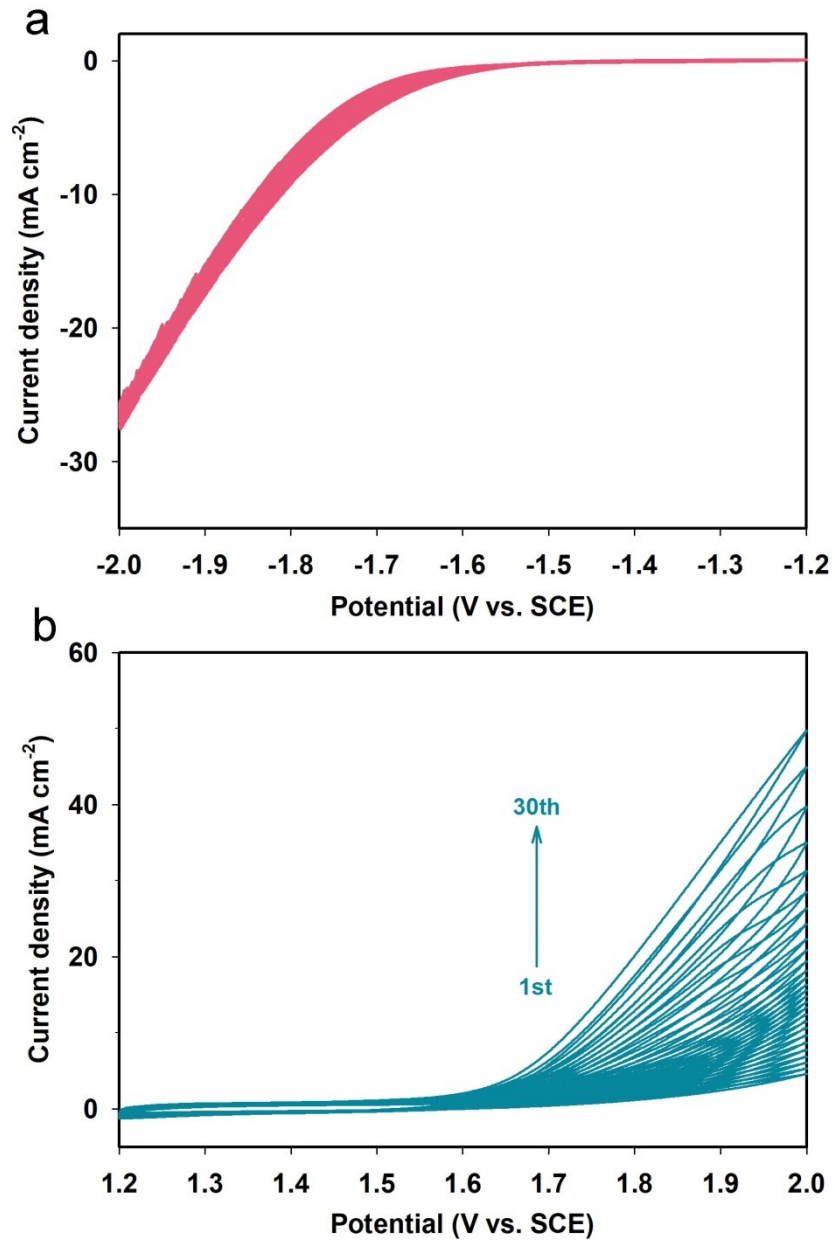 a
0
-10
-20
-30
Current density (mA cm⁻²)
-2.0 -1.9 -1.8 -1.7 -1.6 -1.5 -1.4 -1.3 -1.2
Potential (V vs. SCE)
b
60
40
20
0
Current density (mA cm⁻²)
30th
1st
1.2 1.3 1.4 1.5 1.6 1.7 1.8 1.9 2.0
Potential (V vs. SCE)